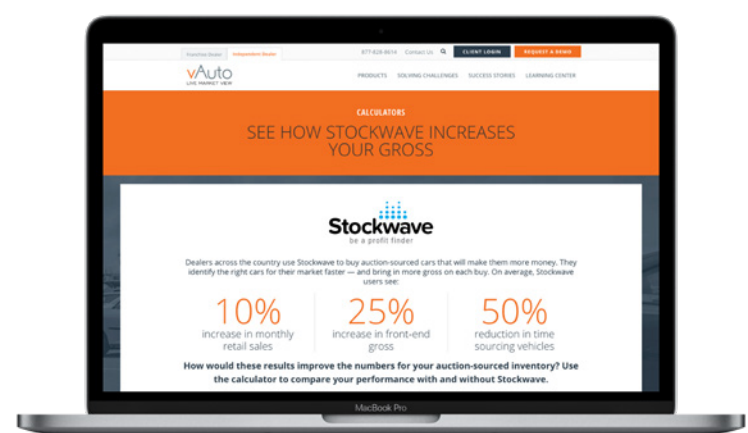 Franchise Dealer Independent Dealer 877-828-8614 Contact Us CLIENT LOGIN REQUEST A DEMO
vAuto
LIVE MARKET VIEW
PRODUCTS SOLVING CHALLENGES SUCCESS STORIES LEARNING CENTER
CALCULATORS
SEE HOW STOCKWAVE INCREASES
YOUR GROSS
Stockwave
be a profit finder
Dealers across the country use Stockwave to buy auction-sourced cars that will make them more money. They
identify the right cars for their market faster — and bring in more gross on each buy. On average, Stockwave
users see:
10% 25% 50%
increase in monthly increase in front-end reduction in time
retail sales gross sourcing vehicles
How would these results improve the numbers for your auction-sourced inventory? Use
the calculator to compare your performance with and without Stockwave.
MacBook Pro